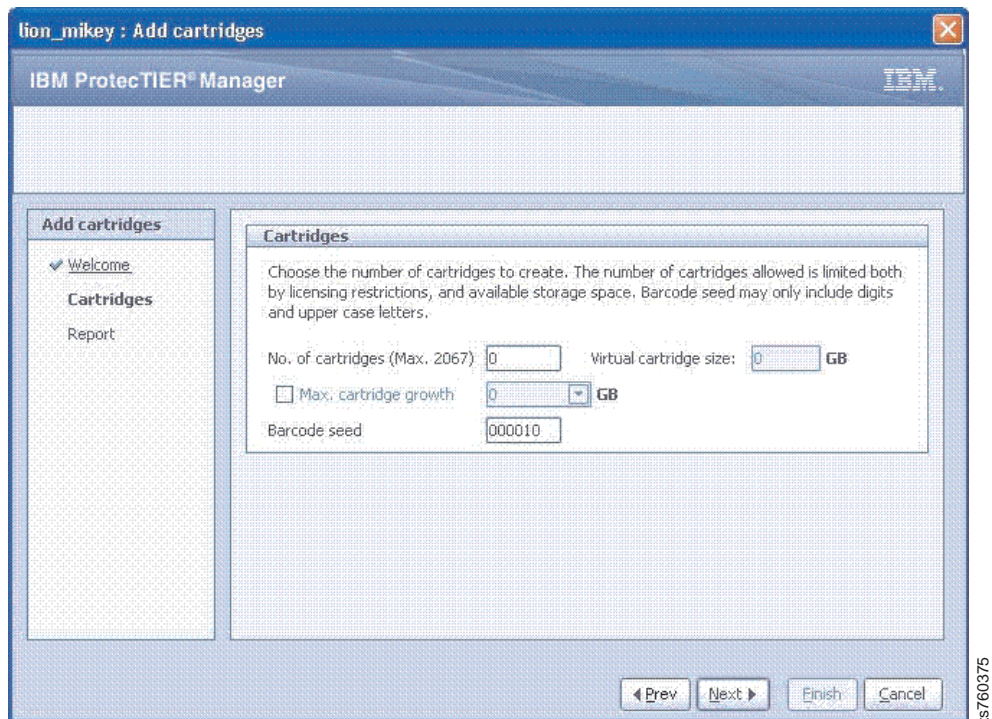 lion_mikey : Add cartridges
IBM ProtecTIER® Manager
IBM.
Add cartridges
Welcome
Cartridges
Report
Cartridges
Choose the number of cartridges to create. The number of cartridges allowed is limited both
by licensing restrictions, and available storage space. Barcode seed may only include digits
and upper case letters.
No. of cartridges (Max. 2067) 0 Virtual cartridge size: 0 GB
Max. cartridge growth 0 GB
Barcode seed 000010
Prev Next Finish Cancel
s760375